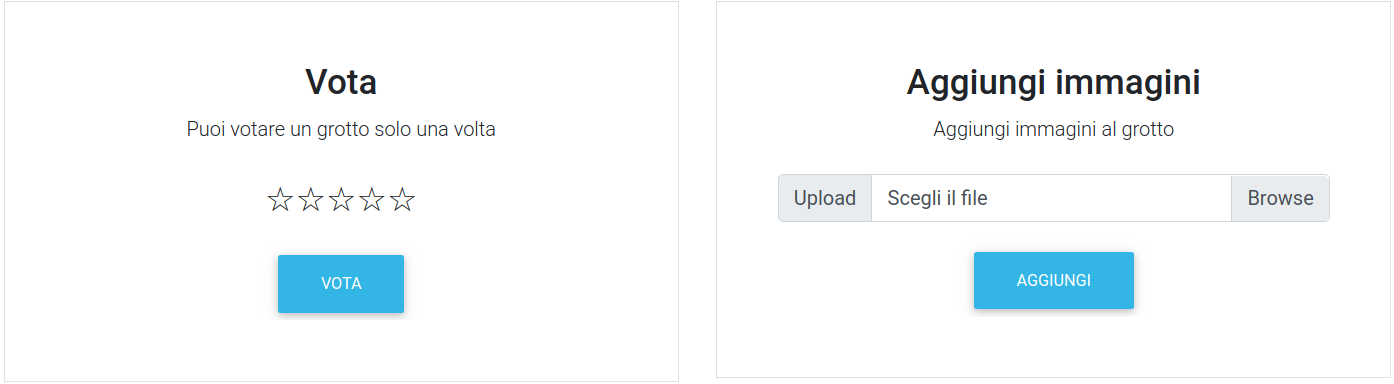 Vota
Puoi votare un grotto solo una volta
☆☆☆☆☆
VOTA
Aggiungi immagini
Aggiungi immagini al grotto
Upload Scegli il file Browse
AGGIUNGI